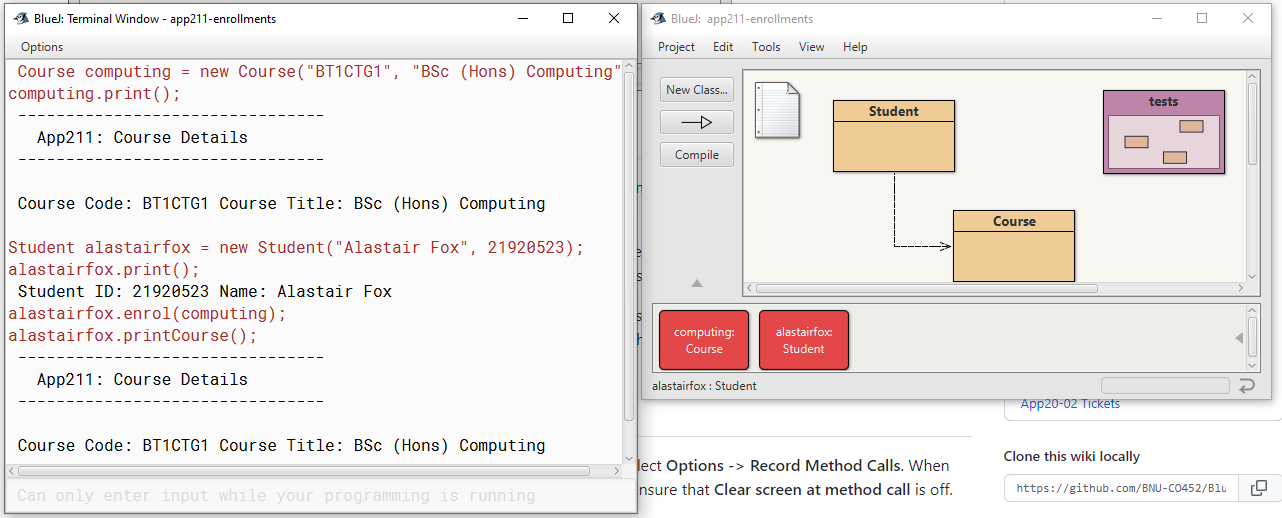 BlueJ: Terminal Window - app211-enrollments
Options
Course computing = new Course("BT1CTG1", "BSc (Hons) Computing"
computing.print();
--------------------------------
App211: Course Details
--------------------------------
Course Code: BT1CTG1 Course Title: BSc (Hons) Computing
Student alastairfox = new Student("Alastair Fox", 21920523);
alastairfox.print();
Student ID: 21920523 Name: Alastair Fox
alastairfox.enrol(computing);
alastairfox.printCourse();
--------------------------------
App211: Course Details
--------------------------------
Course Code: BT1CTG1 Course Title: BSc (Hons) Computing
Can only enter input while your programming is running
BlueJ: app211-enrollments
Project Edit Tools View Help
New Class...
Compile
Student
tests
Course
computing:
Course
alastairfox:
Student
alastairfox : Student
App20-02 Tickets
Clone this wiki locally
https://github.com/BNU-CO452/Blu
lect Options -> Record Method Calls. When
nsure that Clear screen at method call is off.